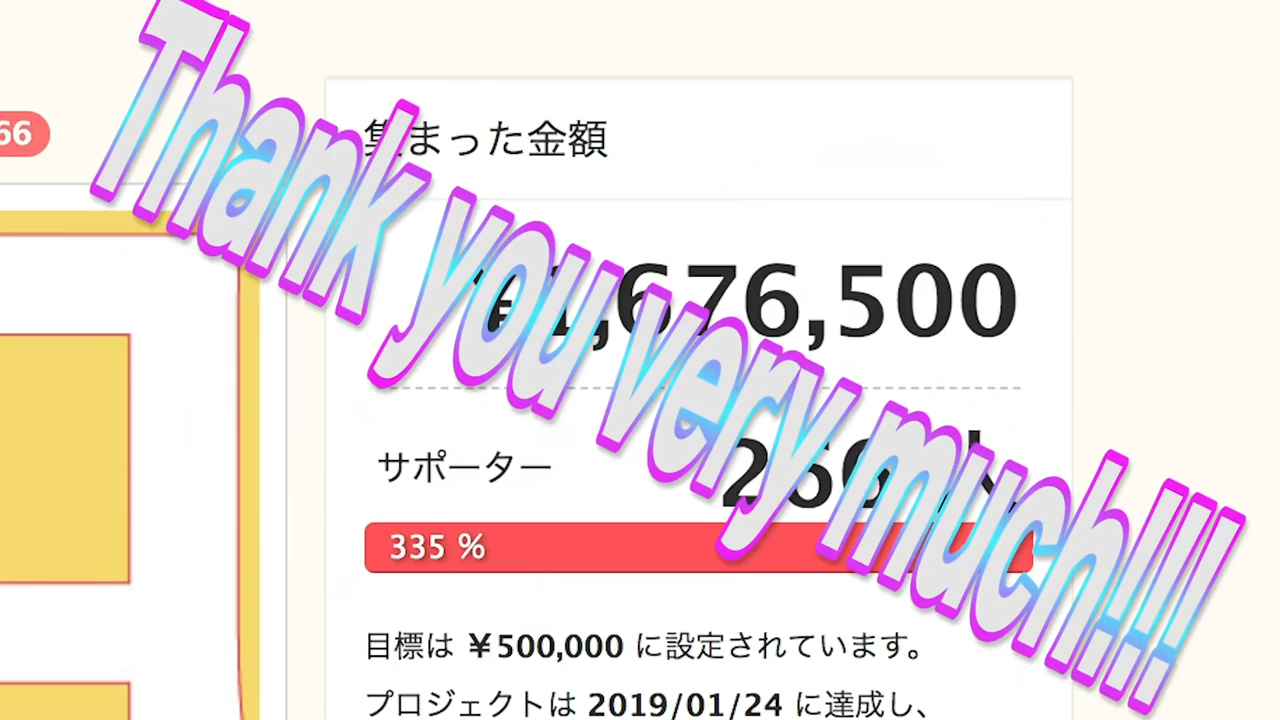 66
集まった金額
¥1,676,500
サポーター
人
335 %
目標は ¥500,000 に設定されています。
プロジェクトは 2019/01/24 に達成し、
Thank you very much!!!